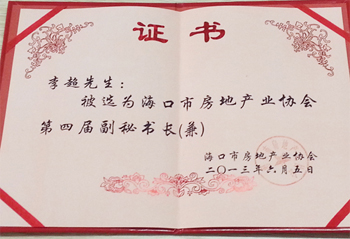 证书
李超先生：
被选为海口市房地产业协会
第四届副秘书长(兼)
海口市房地产业协会
二〇一三年六月五日